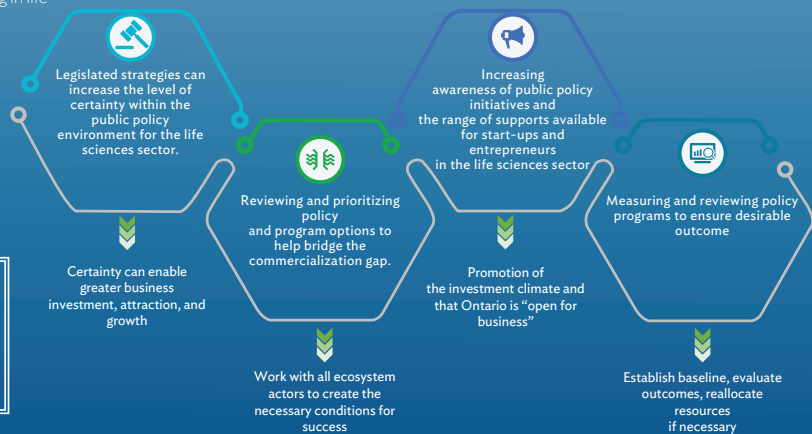 g in life
Legislated strategies can
increase the level of
certainty within the
public policy
environment for the life
sciences sector.
Certainty can enable
greater business
investment, attraction, and
growth
Reviewing and prioritizing
policy
and program options to
help bridge the
commercialization gap.
Work with all ecosystem
actors to create the
necessary conditions for
success
Increasing
awareness of public policy
initiatives and
the range of supports available
for start-ups and
entrepreneurs
in the life sciences sector
Promotion of
the investment climate and
that Ontario is “open for
business”
Measuring and reviewing policy
programs to ensure desirable
outcome
Establish baseline, evaluate
outcomes, reallocate
resources
if necessary